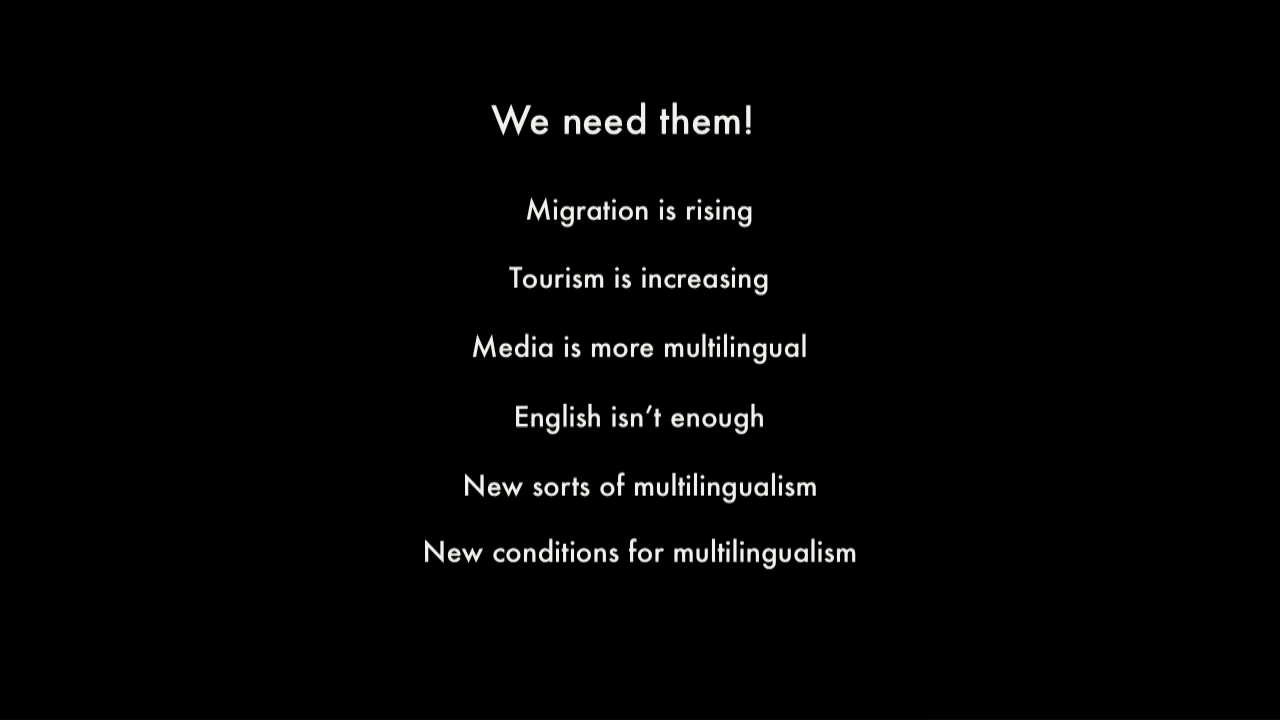 We need them!
Migration is rising
Tourism is increasing
Media is more multilingual
English isn’t enough
New sorts of multilingualism
New conditions for multilingualism